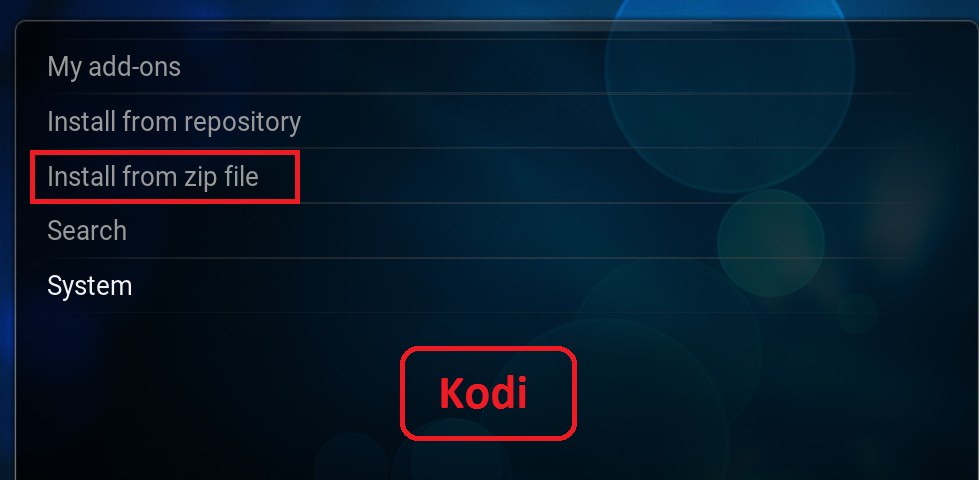 My add-ons
Install from repository
Install from zip file
Search
System
Kodi